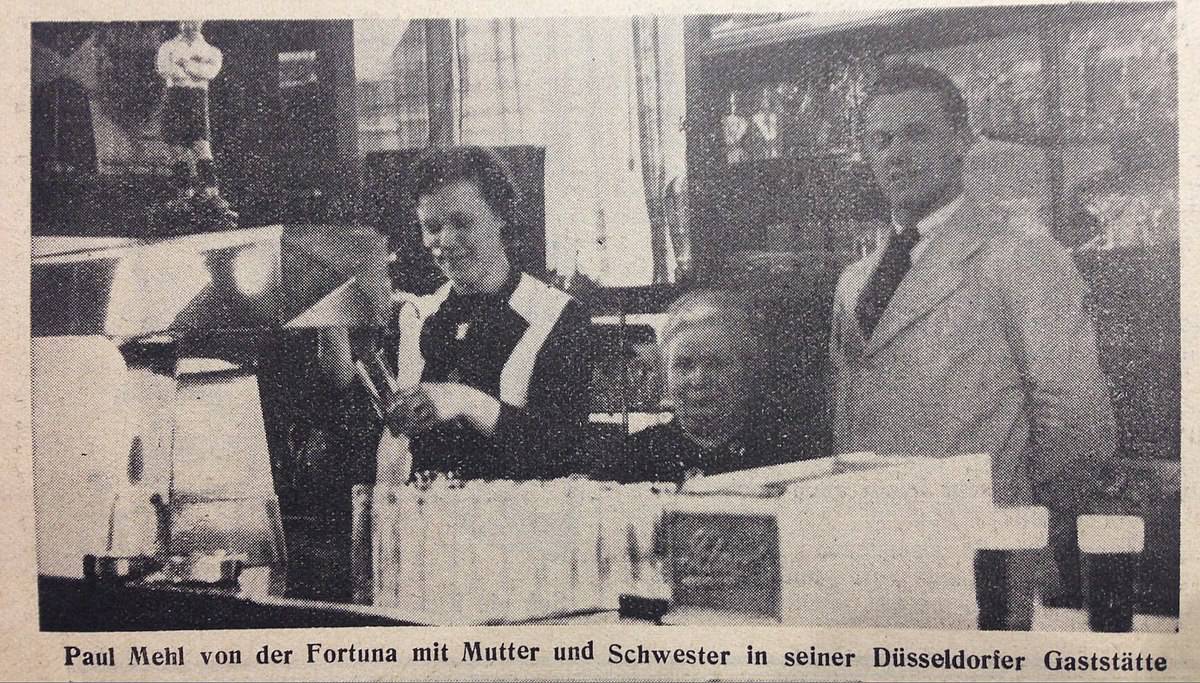 Paul Mehl von der Fortuna mit Mutter und Schwester in seiner Düsseldorfer Gaststätte